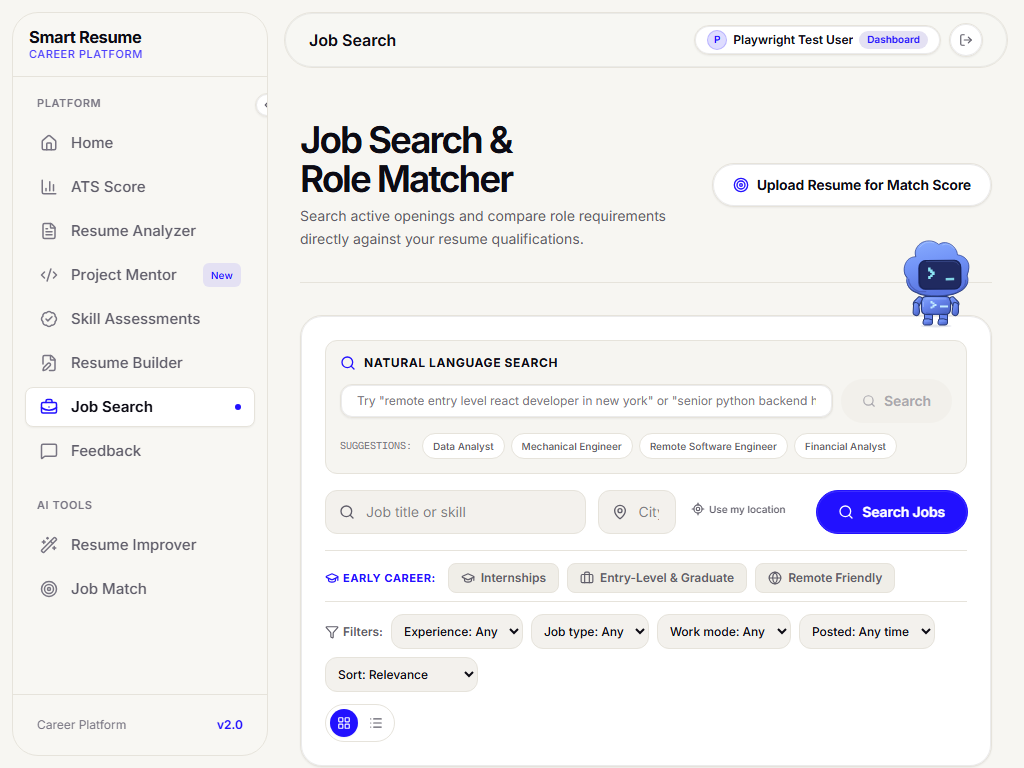 Smart Resume
CAREER PLATFORM
PLATFORM
Home
ATS Score
Resume Analyzer
Project Mentor New
Skill Assessments
Resume Builder
Job Search
Feedback
AI TOOLS
Resume Improver
Job Match
Career Platform v2.0
Job Search
P Playwright Test User Dashboard
Job Search &
Role Matcher
Search active openings and compare role requirements
directly against your resume qualifications.
Upload Resume for Match Score
NATURAL LANGUAGE SEARCH
Try "remote entry level react developer in new york" or "senior python backend h
Search
SUGGESTIONS: Data Analyst Mechanical Engineer Remote Software Engineer Financial Analyst
Job title or skill
City
Use my location
Search Jobs
EARLY CAREER: Internships Entry-Level & Graduate Remote Friendly
Filters: Experience: Any Job type: Any Work mode: Any Posted: Any time
Sort: Relevance